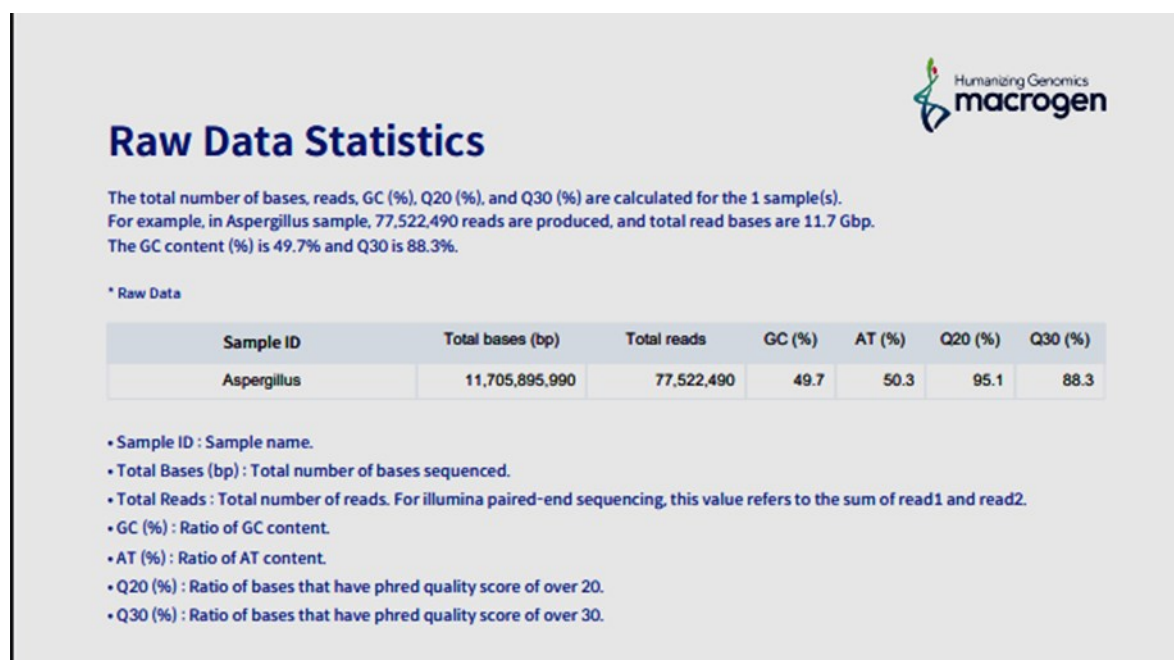 Humanizing Genomics
macrogen
Raw Data Statistics
The total number of bases, reads, GC (%), Q20 (%), and Q30 (%) are calculated for the 1 sample(s).
For example, in Aspergillus sample, 77,522,490 reads are produced, and total read bases are 11.7 Gbp.
The GC content (%) is 49.7% and Q30 is 88.3%.
* Raw Data
Sample ID Total bases (bp) Total reads GC (%) AT (%) Q20 (%) Q30 (%)
Aspergillus 11,705,895,990 77,522,490 49.7 50.3 95.1 88.3
• Sample ID : Sample name.
• Total Bases (bp) : Total number of bases sequenced.
• Total Reads : Total number of reads. For illumina paired-end sequencing, this value refers to the sum of read1 and read2.
• GC (%) : Ratio of GC content.
• AT (%) : Ratio of AT content.
• Q20 (%) : Ratio of bases that have phred quality score of over 20.
• Q30 (%) : Ratio of bases that have phred quality score of over 30.